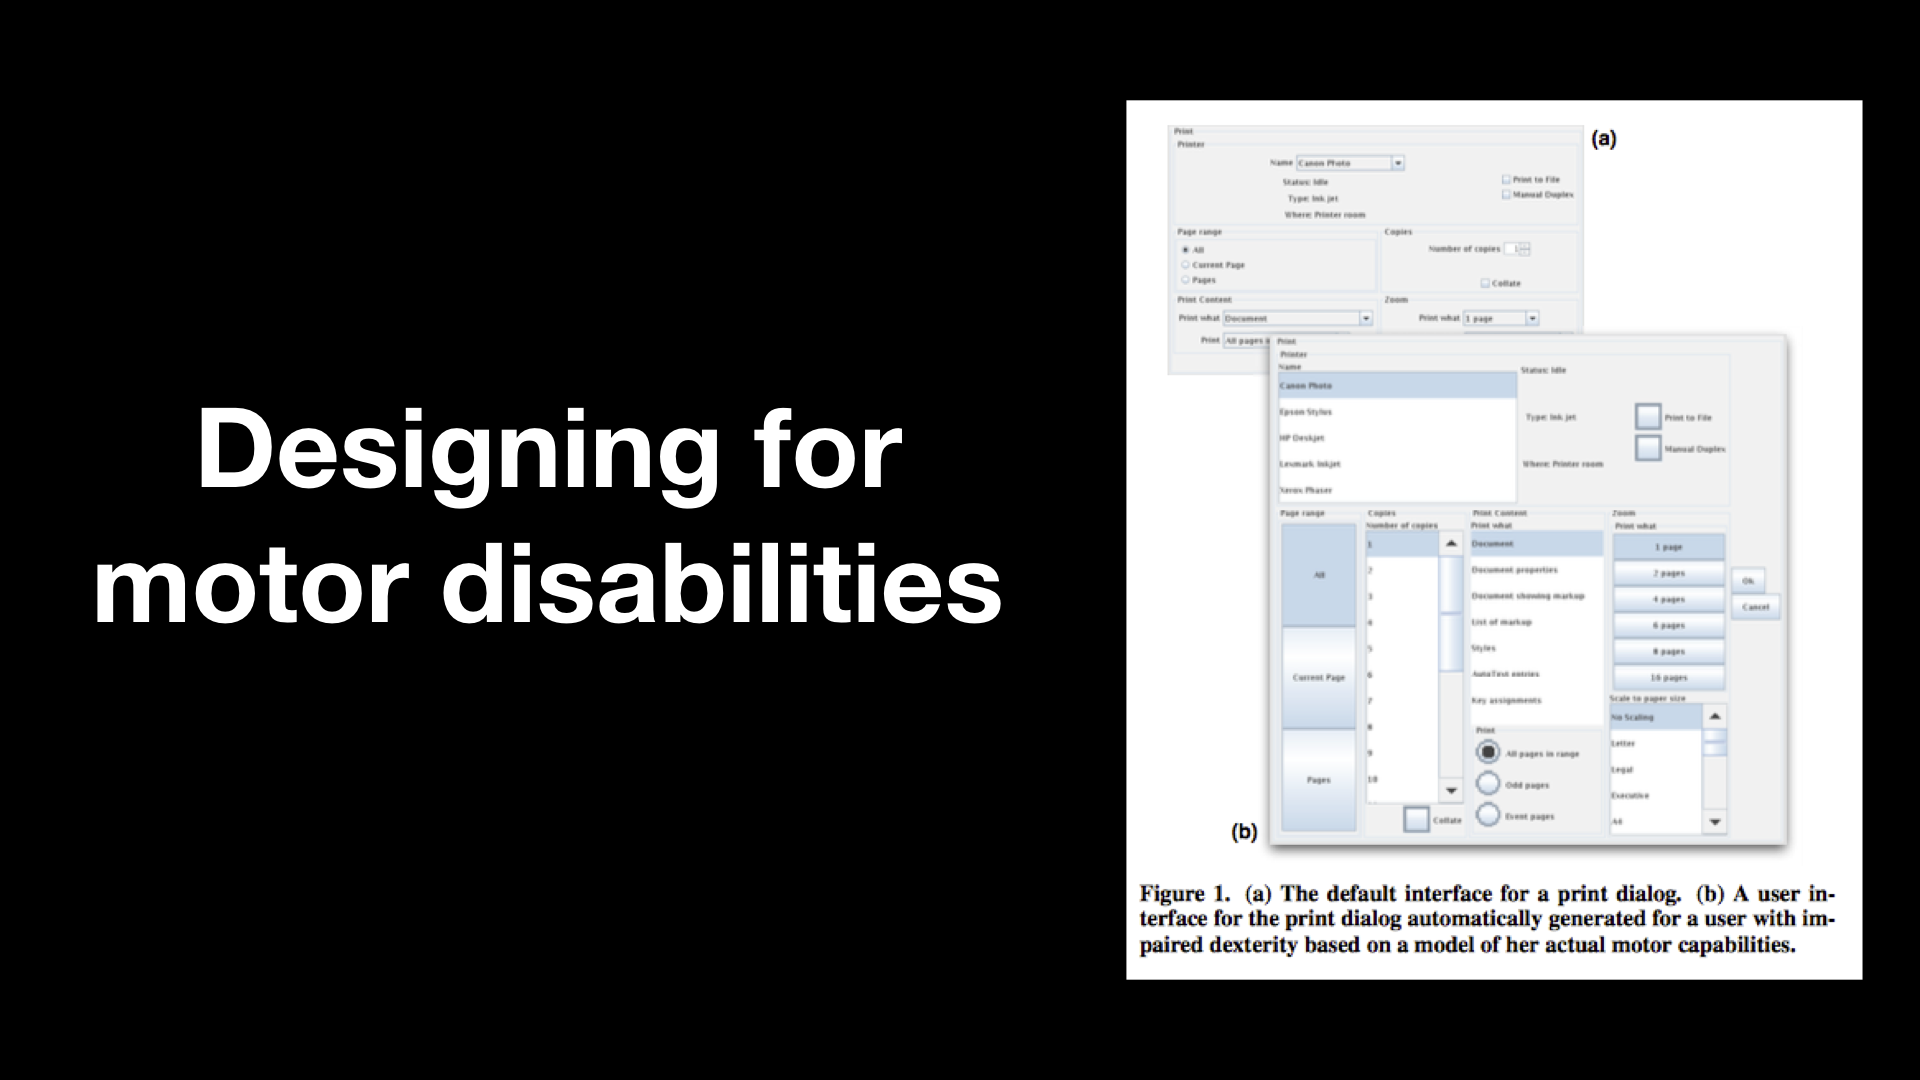 Designing for
motor disabilities
(a)
Print
Printer
Name Canon Photo
Status: Idle
Type: Ink jet
Where: Printer room
Print to File
Manual Duplex
Page range
All
Current Page
Pages
Copies
Number of copies 1
Collate
Print Content
Print what Document
Print All pages
Zoom
Print what 1 page
(b)
Print
Printer
Name
Canon Photo
Epson Stylus
HP Deskjet
Lexmark Inkjet
Xerox Phaser
Status: Idle
Type: Ink jet
Where: Printer room
Print to File
Manual Duplex
Page range
All
Current Page
Pages
Copies
Number of copies
1
2
3
4
5
6
7
8
9
10
Collate
Print Content
Print what
Document
Document properties
Document showing markup
List of markup
Styles
AutoText entries
Key assignments
Print
All pages in range
Odd pages
Event pages
Zoom
Print what
1 page
2 pages
4 pages
6 pages
8 pages
16 pages
Scale to paper size
No Scaling
Letter
Legal
Executive
A4
Ok
Cancel
Figure 1. (a) The default interface for a print dialog. (b) A user in-
terface for the print dialog automatically generated for a user with im-
paired dexterity based on a model of her actual motor capabilities.